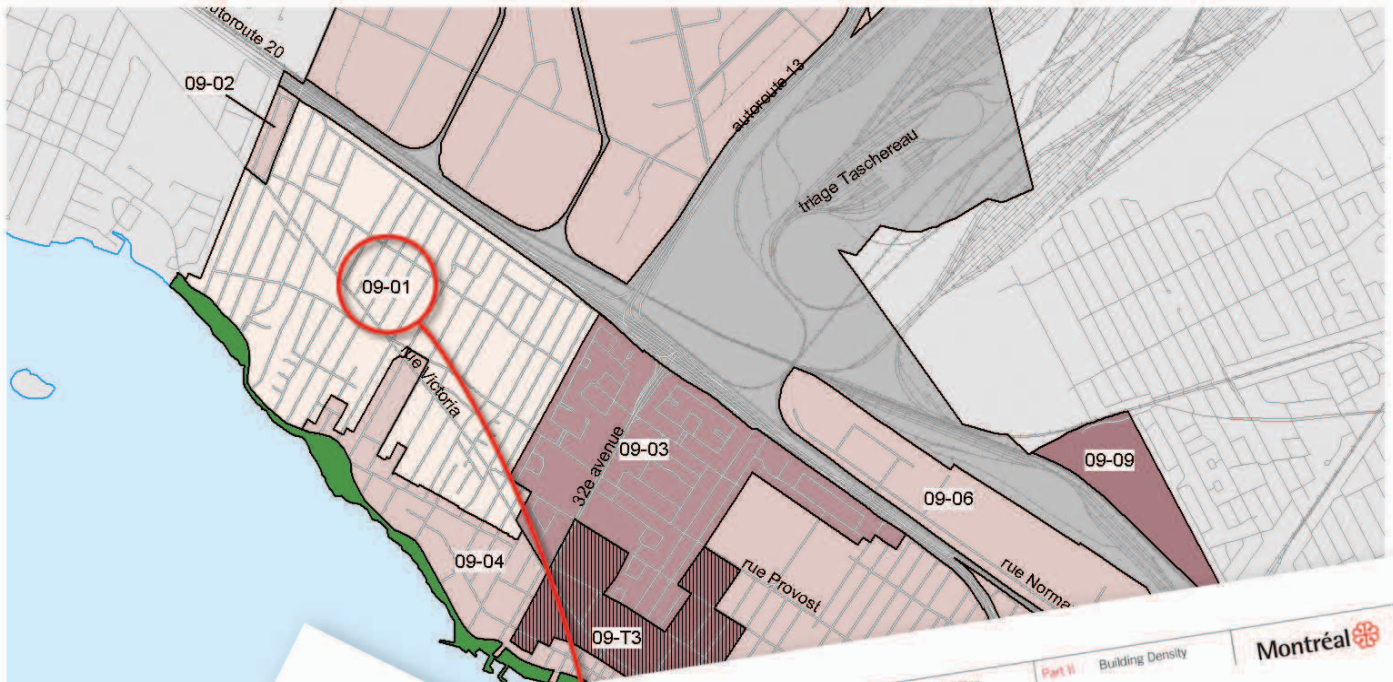 autoroute 20
09-02
autoroute 13
triage Taschereau
09-01
rue Victoria
32e avenue
09-03
09-09
09-06
09-04
rue Provost
rue Norma
09-T3
Part II Building Density
Montréal